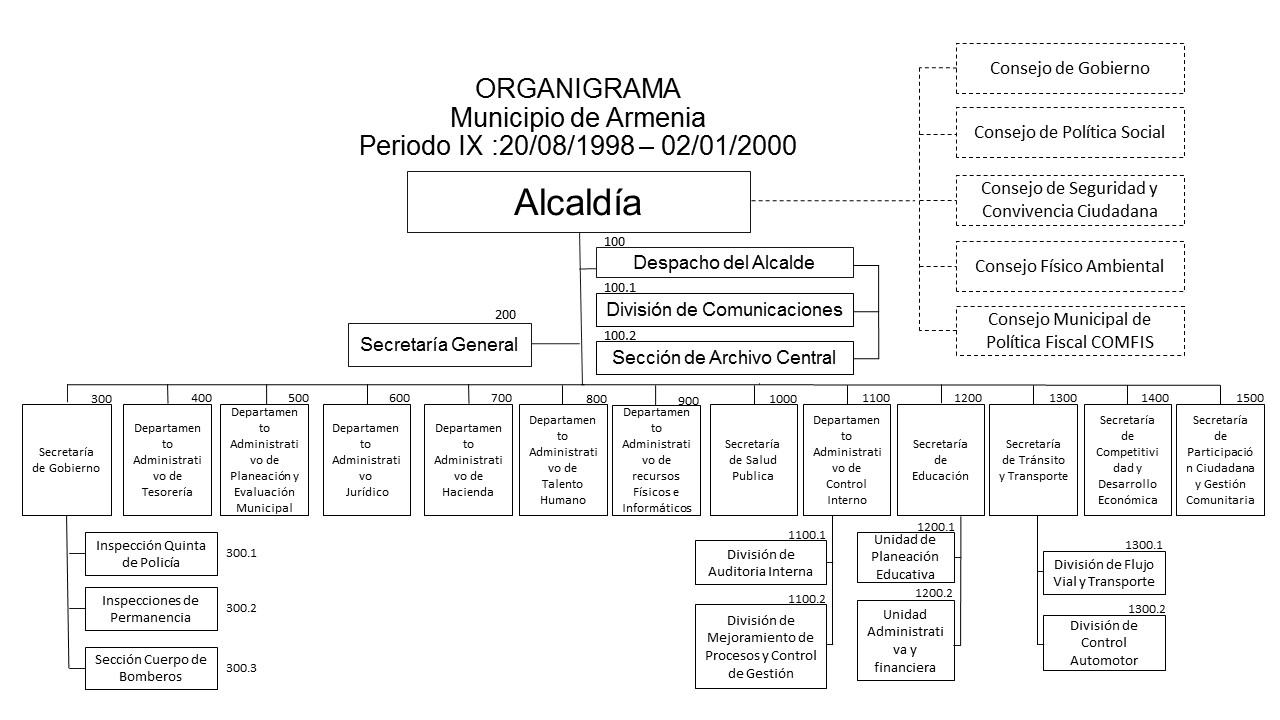 ORGANIGRAMA
Municipio de Armenia
Periodo IX :20/08/1998 – 02/01/2000
Alcaldía
Consejo de Gobierno
Consejo de Política Social
Consejo de Seguridad y
Convivencia Ciudadana
Consejo Físico Ambiental
Consejo Municipal de
Política Fiscal COMFIS
100
Despacho del Alcalde
100.1
División de Comunicaciones
100.2
Sección de Archivo Central
200
Secretaría General
300
Secretaría
de Gobierno
400
Departamen
to
Administrati
vo de
Tesorería
500
Departamen
to
Administrati
vo de
Planeación y
Evaluación
Municipal
600
Departamen
to
Administrati
vo
Jurídico
700
Departamen
to
Administrati
vo de
Hacienda
800
Departamen
to
Administrati
vo de
Talento
Humano
900
Departamen
to
Administrati
vo de
recursos
Físicos e
Informáticos
1000
Secretaría
de Salud
Publica
1100
Departamen
to
Administrati
vo de
Control
Interno
1200
Secretaría
de
Educación
1300
Secretaría
de Tránsito
y Transporte
1400
Secretaría
de
Competitivi
dad y
Desarrollo
Económica
1500
Secretaría
de
Participació
n Ciudadana
y Gestión
Comunitaria
Inspección Quinta
de Policía
300.1
Inspecciones de
Permanencia
300.2
Sección Cuerpo de
Bomberos
300.3
1100.1
División de
Auditoria Interna
1100.2
División de
Mejoramiento de
Procesos y Control
de Gestión
1200.1
Unidad de
Planeación
Educativa
1200.2
Unidad
Administrati
va y
financiera
1300.1
División de Flujo
Vial y Transporte
1300.2
División de
Control
Automotor